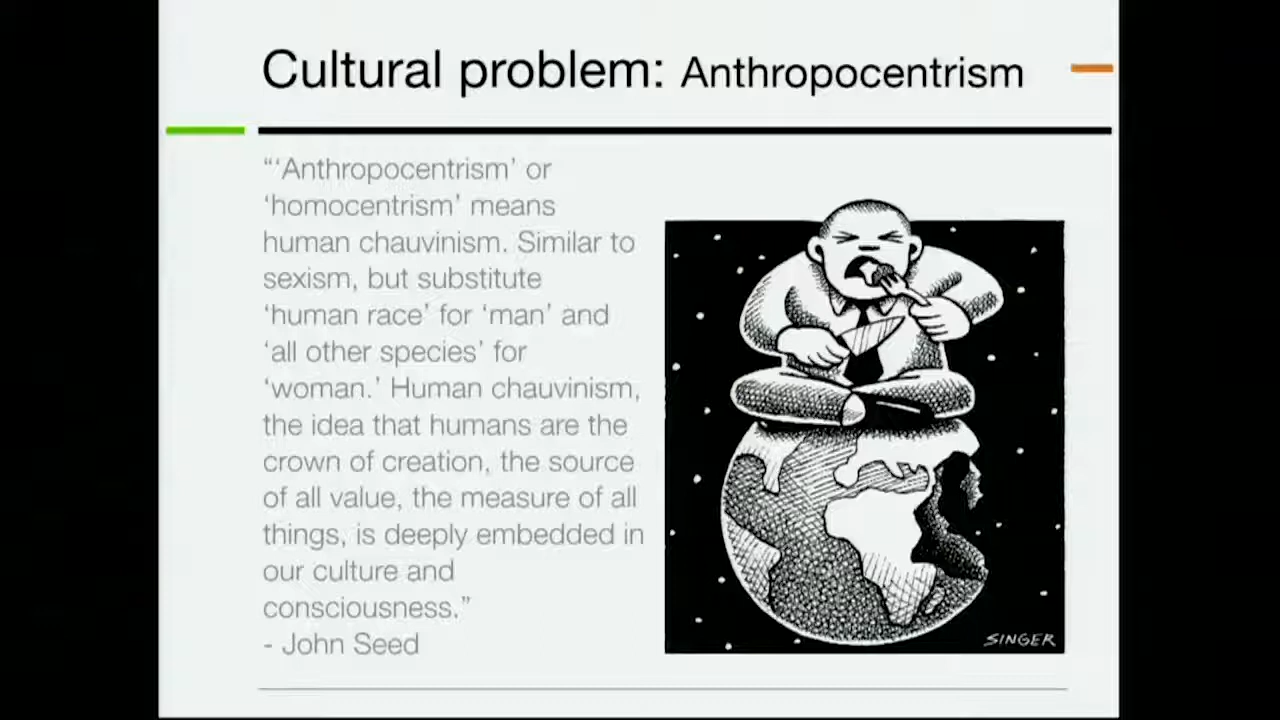 Cultural problem: Anthropocentrism
“‘Anthropocentrism’ or
‘homocentrism’ means
human chauvinism. Similar to
sexism, but substitute
‘human race’ for ‘man’ and
‘all other species’ for
‘woman.’ Human chauvinism,
the idea that humans are the
crown of creation, the source
of all value, the measure of all
things, is deeply embedded in
our culture and
consciousness.”
- John Seed
SINGER